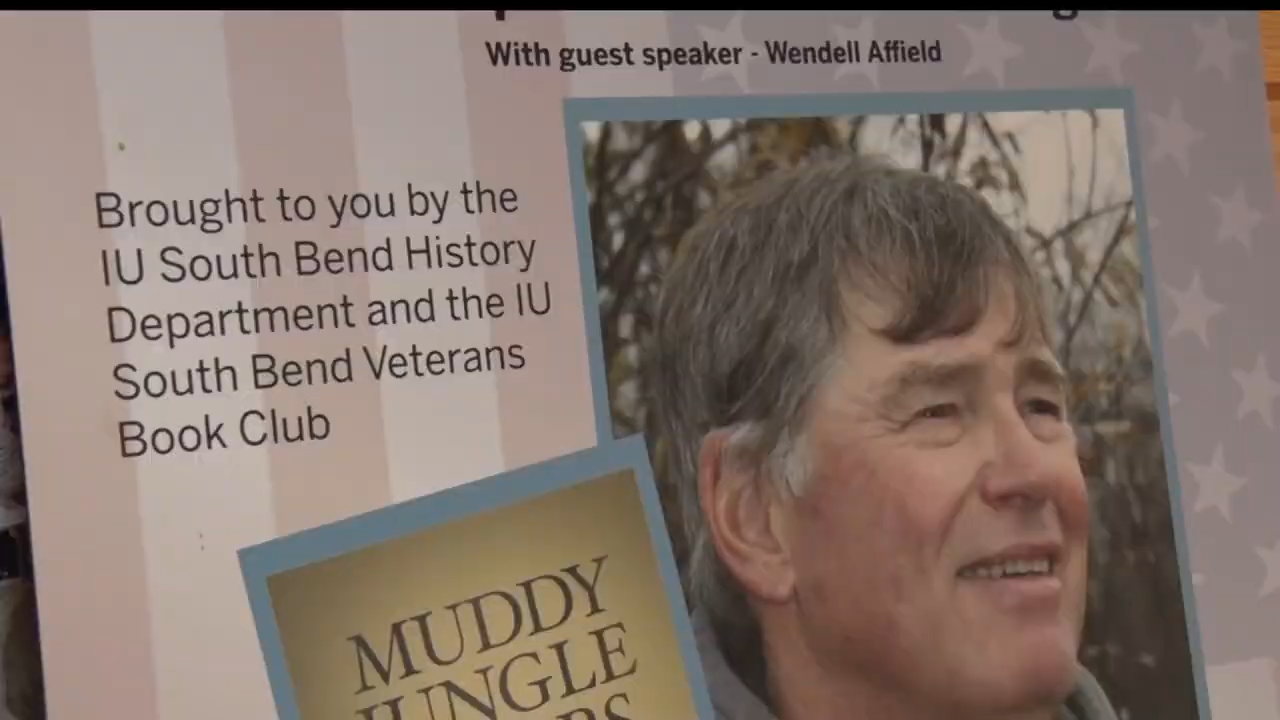 With guest speaker - Wendell Affield
Brought to you by the
IU South Bend History
Department and the IU
South Bend Veterans
Book Club
MUDDY
JUNGLE